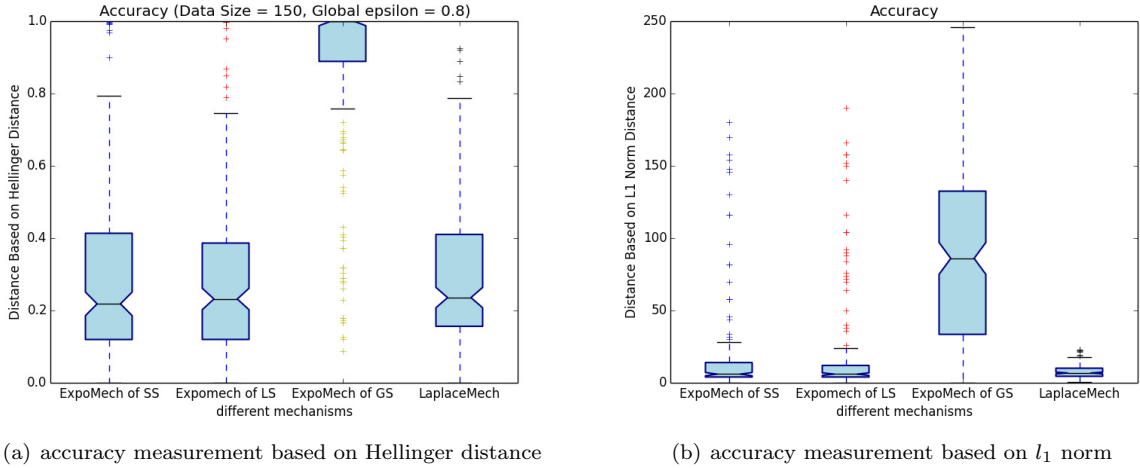 Accuracy (Data Size = 150, Global epsilon = 0.8)
Distance Based on Hellinger Distance
1.0
0.8
0.6
0.4
0.2
0.0
ExpoMech of SS
Expomech of LS
ExpoMech of GS
LaplaceMech
different mechanisms
(a) accuracy measurement based on Hellinger distance
Accuracy
Distance Based on L1 Norm Distance
250
200
150
100
50
0
ExpoMech of SS
Expomech of LS
ExpoMech of GS
LaplaceMech
different mechanisms
(b) accuracy measurement based on l₁ norm